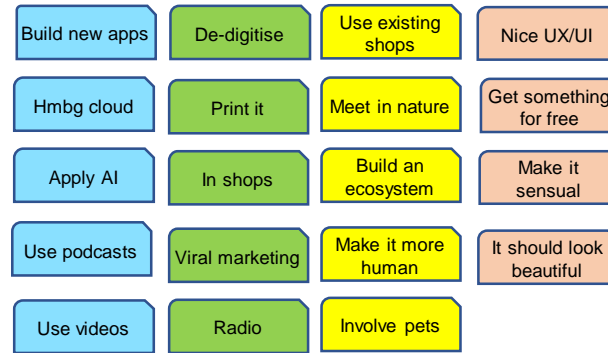 Build new apps
De-digitise
Use existing
shops
Nice UX/UI
Hmbg cloud
Print it
Meet in nature
Get something
for free
Apply AI
In shops
Build an
ecosystem
Make it
sensual
Use podcasts
Viral marketing
Make it more
human
It should look
beautiful
Use videos
Radio
Involve pets